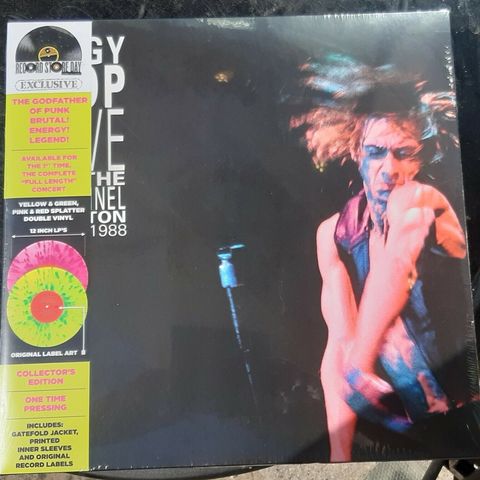 RECORD STORE DAY
EXCLUSIVE
THE GODFATHER
OF PUNK
BRUTAL!
ENERGY!
LEGEND!
AVAILABLE FOR
THE 1ST TIME,
THE COMPLETE
"FULL LENGTH"
CONCERT
YELLOW & GREEN,
PINK & RED SPLATTER
DOUBLE VINYL
12 INCH LP'S
ORIGINAL LABEL ART
COLLECTOR'S
EDITION
ONE TIME
PRESSING
INCLUDES:
GATEFOLD JACKET,
PRINTED
INNER SLEEVES
AND ORIGINAL
RECORD LABELS
GY
OP
VE
THE
NEL
TON
1988